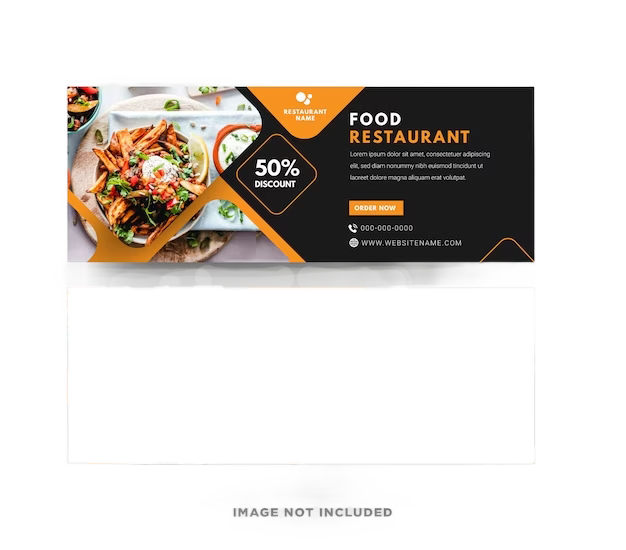 RESTAURANT
NAME
50%
DISCOUNT
FOOD
RESTAURANT
Lorem ipsum dolor sit amet, consectetuer adipiscing
elit, sed diam nonummy nibh euismod tincidunt ut
laoreet dolore magna aliquam erat volutpat.
ORDER NOW
000-000-0000
WWW.WEBSITENAME.COM
IMAGE NOT INCLUDED